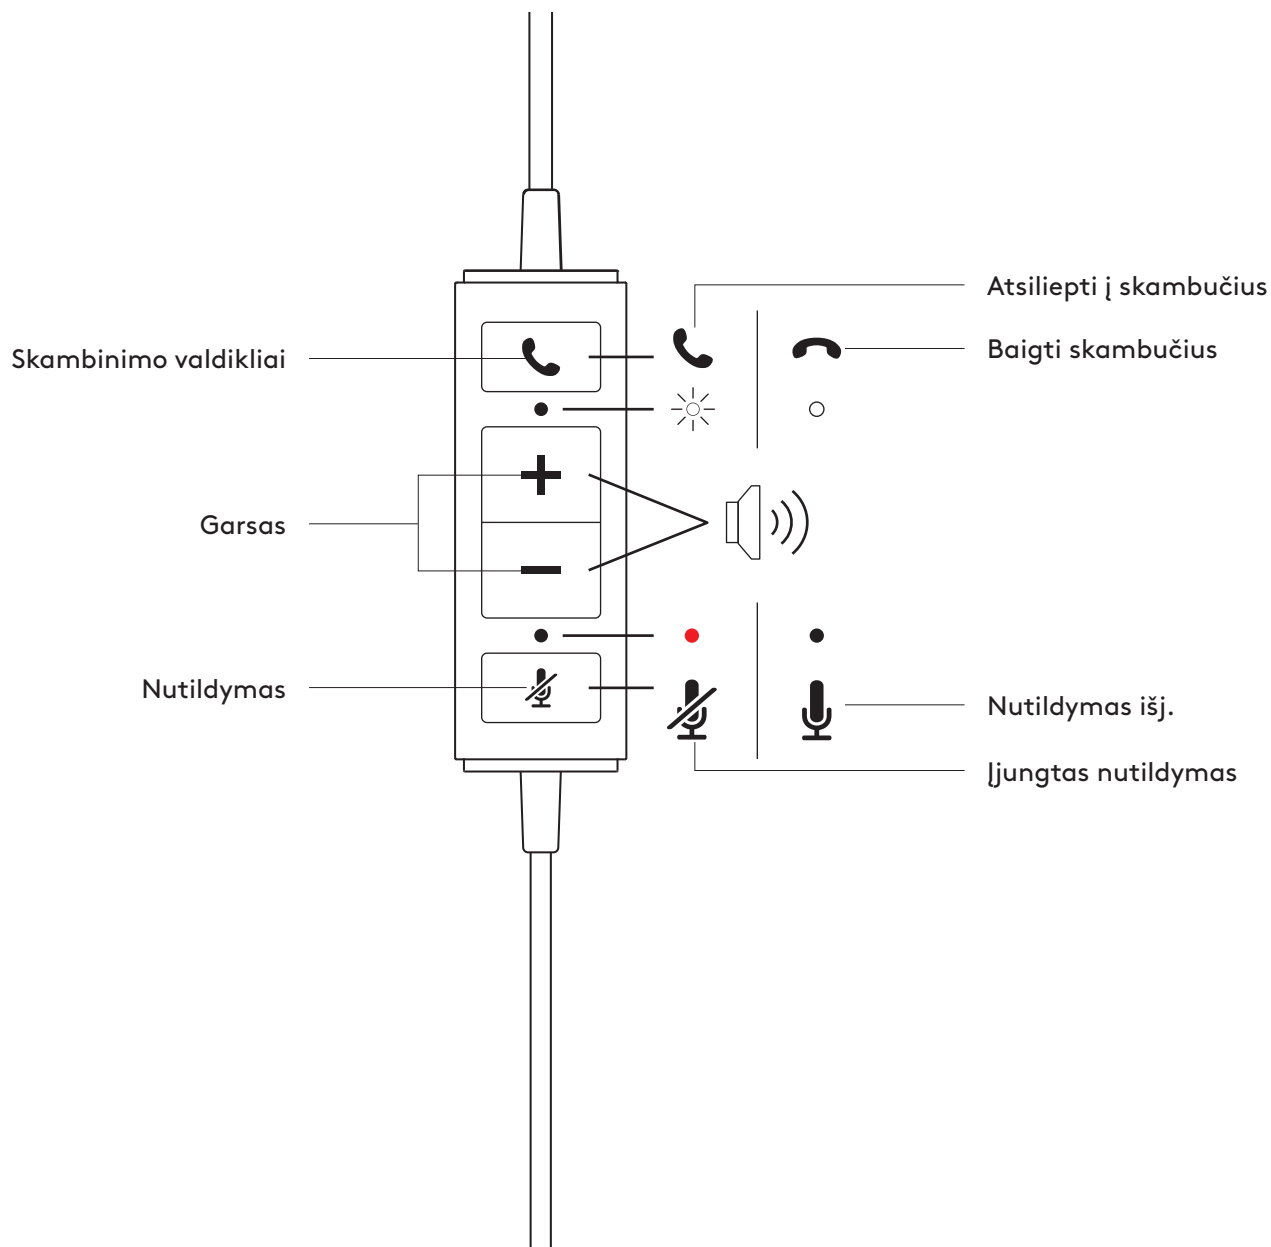 Atsiliepti į skambučius
Skambinimo valdikliai
Baigti skambučius
Garsas
Nutildymas
Nutildymas išj.
Įjungtas nutildymas